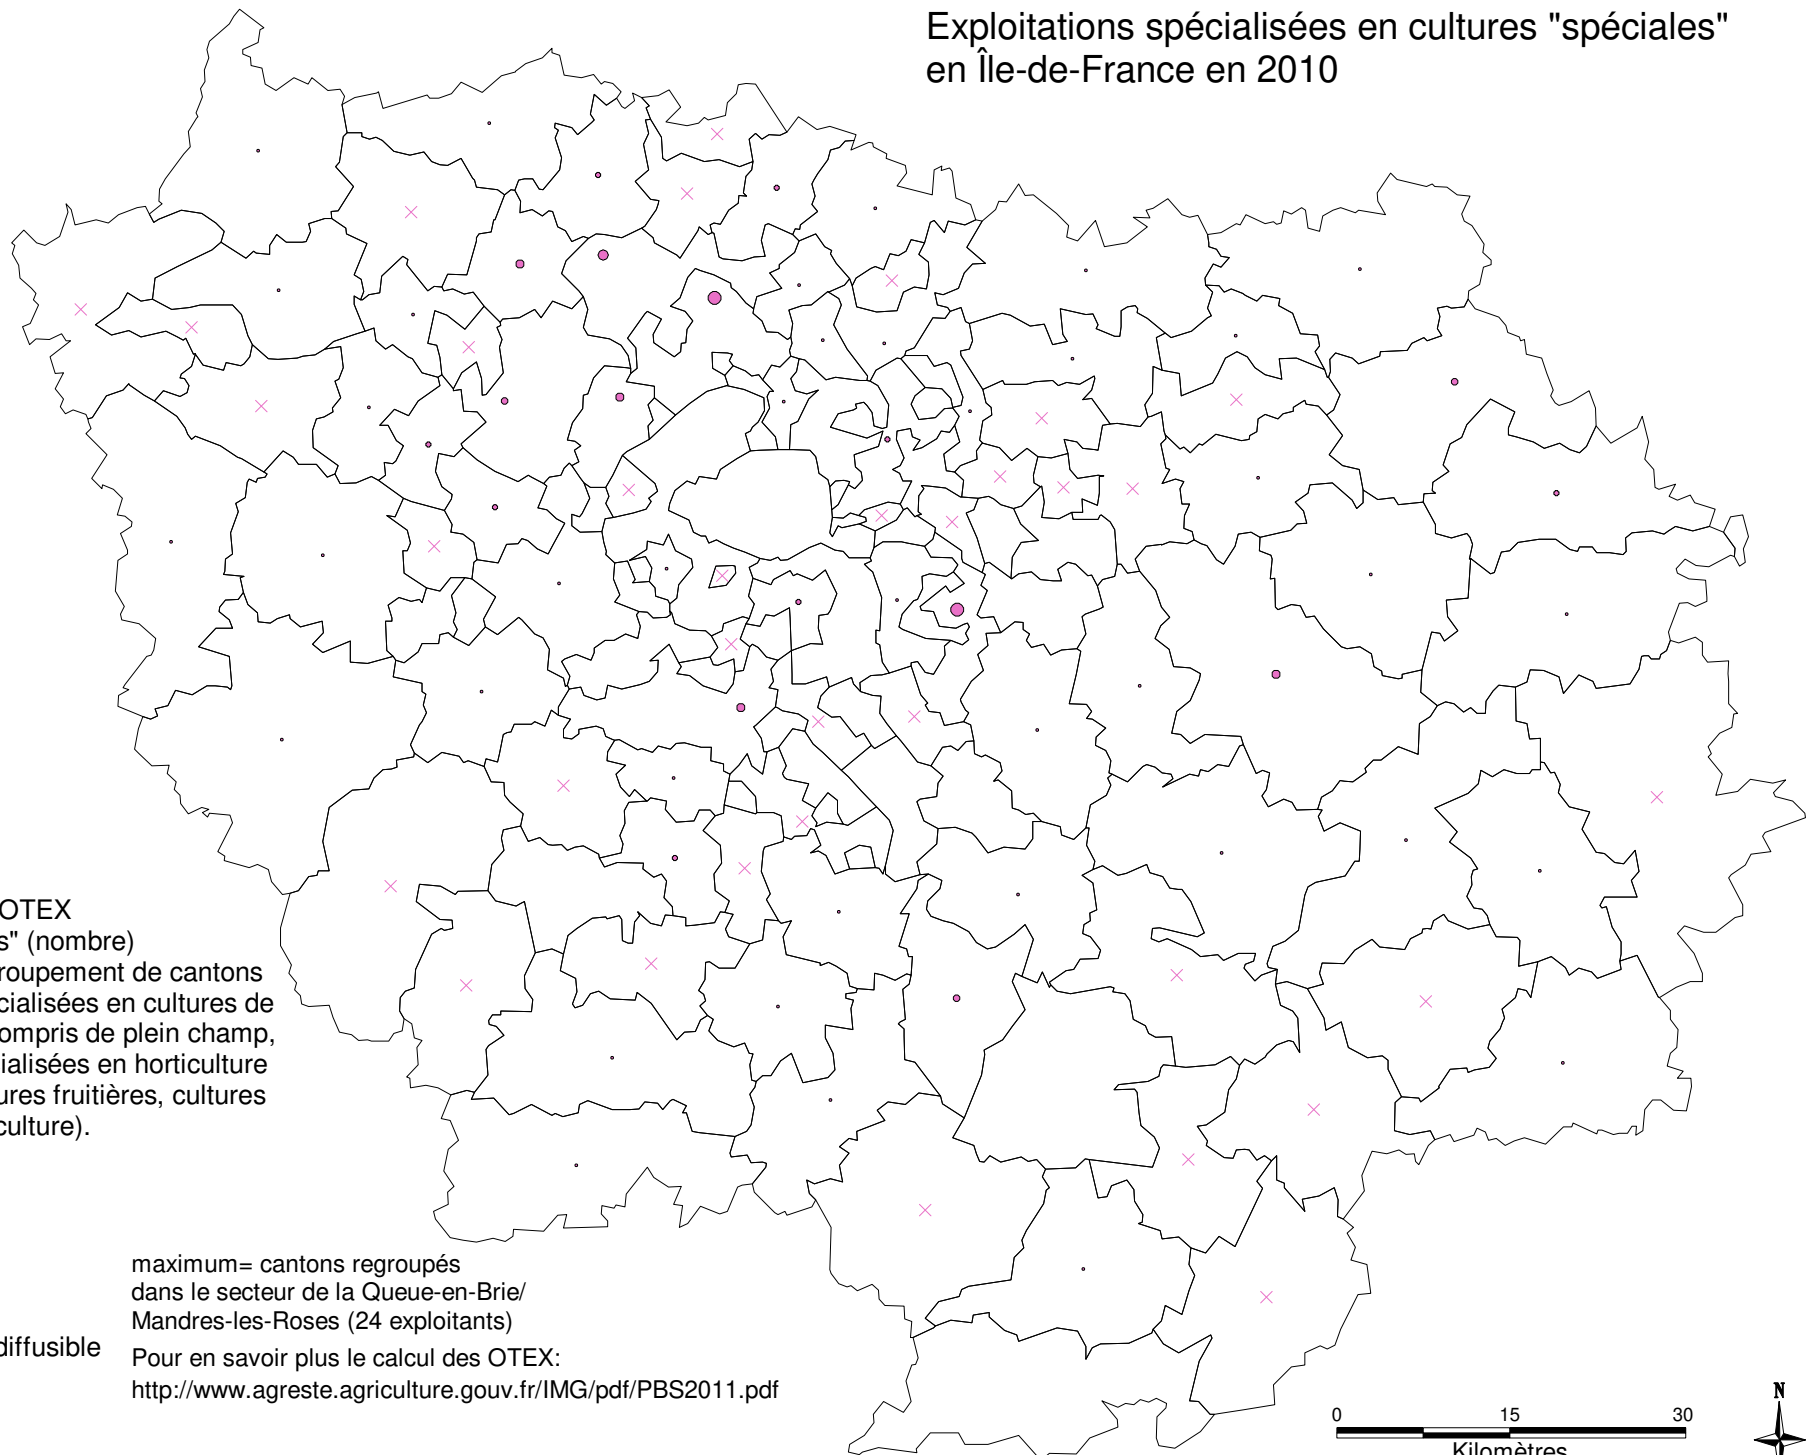 Exploitations spécialisées en cultures "spéciales"
en Île-de-France en 2010
OTEX
s" (nombre)
roupement de cantons
cialisées en cultures de
ompris de plein champ,
ialisées en horticulture
ures fruitières, cultures
culture).
maximum= cantons regroupés
dans le secteur de la Queue-en-Brie/
Mandres-les-Roses (24 exploitants)
diffusible
Pour en savoir plus le calcul des OTEX:
http://www.agreste.agriculture.gouv.fr/IMG/pdf/PBS2011.pdf
N
0 15 30
Kilomètres